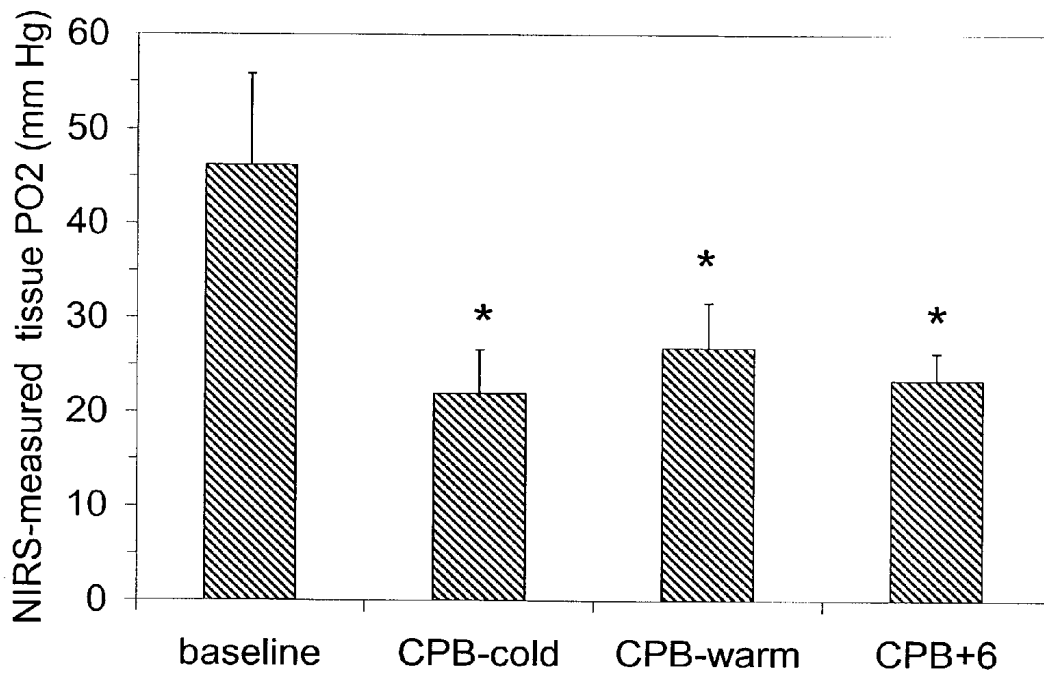 NIRS-measured tissue PO2 (mm Hg)
60
50
40
30
20
10
0
*
*
*
baseline
CPB-cold
CPB-warm
CPB+6